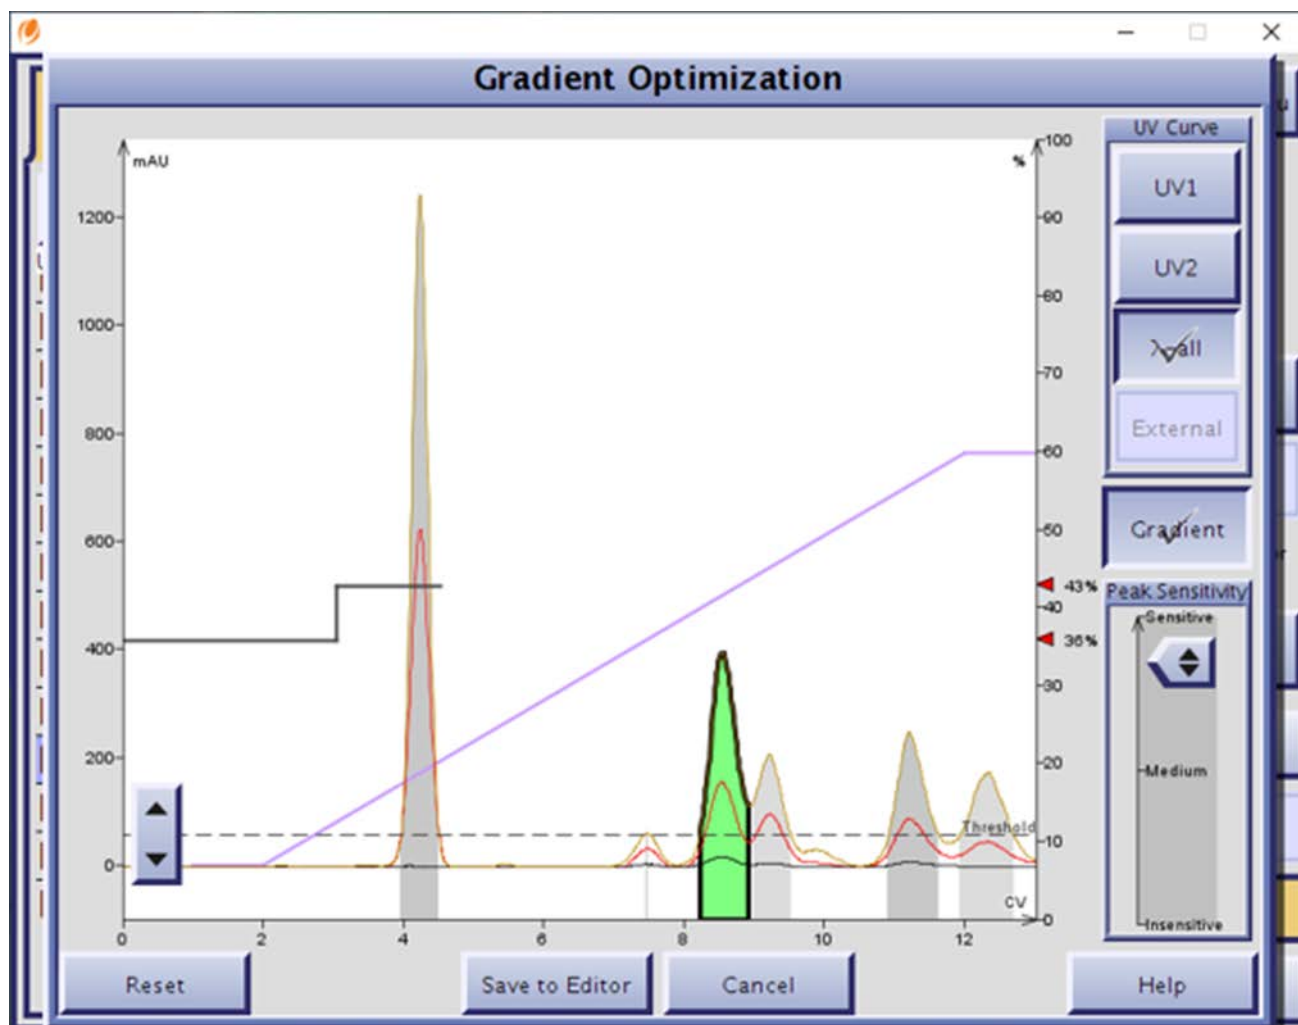 Gradient Optimization
mAU
%
1200
1000
800
600
400
200
0
100
90
80
70
60
50
43%
40
36%
30
20
10
0
Threshold
CV
0 2 4 6 8 10 12
UV Curve
UV1
UV2
λ-all
External
Gradient
Peak Sensitivity
Sensitive
Medium
Insensitive
Reset
Save to Editor
Cancel
Help